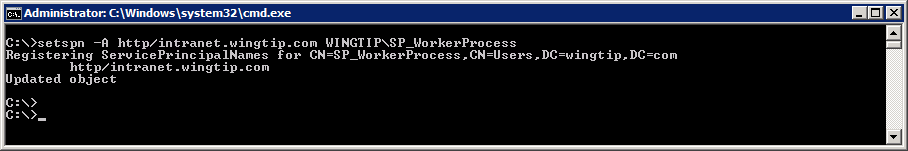 Administrator: C:\Windows\system32\cmd.exe
C:\>setspn -A http/intranet.wingtip.com WINGTIP\SP_WorkerProcess
Registering ServicePrincipalNames for CN=SP_WorkerProcess,CN=Users,DC=wingtip,DC=com
        http/intranet.wingtip.com
Updated object
C:\>
C:\>_